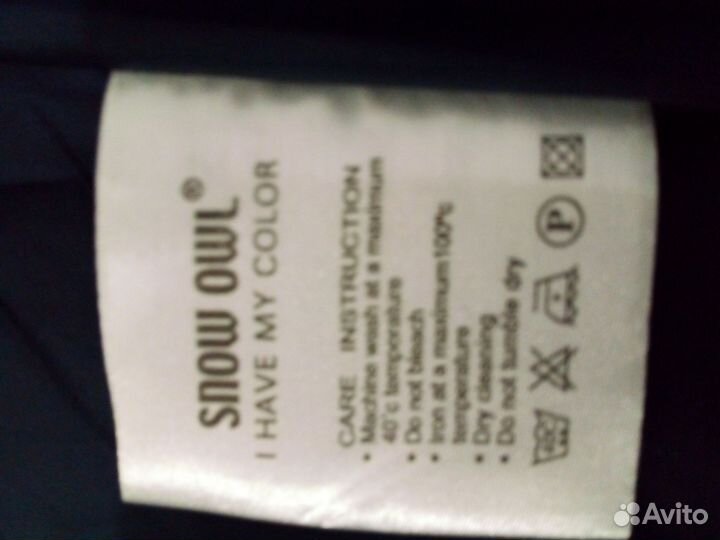 SNOW OWL®
I HAVE MY COLOR
CARE INSTRUCTION
• Machine wash at a maximum
40°c temperature
• Do not bleach
• Iron at a maximum100°c
temperature
• Dry cleaning
• Do not tumble dry
P
Avito